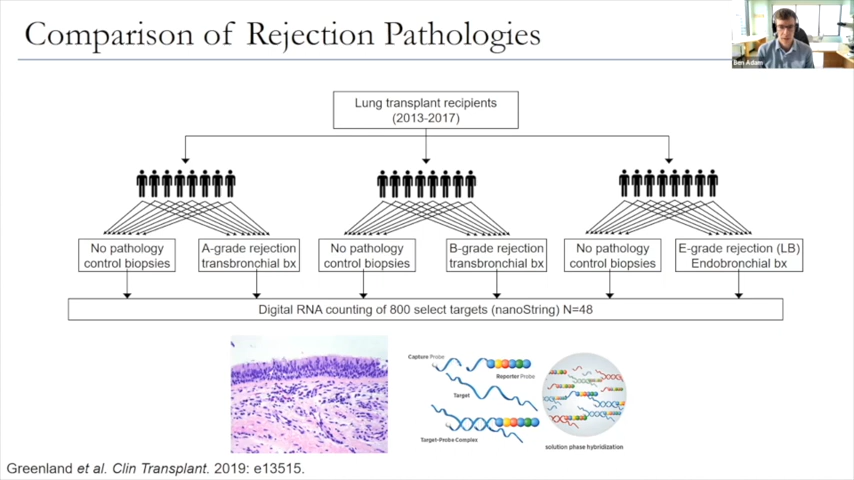 Comparison of Rejection Pathologies
Ben Adam
Lung transplant recipients
(2013-2017)
No pathology
control biopsies
A-grade rejection
transbronchial bx
No pathology
control biopsies
B-grade rejection
transbronchial bx
No pathology
control biopsies
E-grade rejection (LB)
Endobronchial bx
Digital RNA counting of 800 select targets (nanoString) N=48
Capture Probe
Reporter Probe
Target
Target-Probe Complex
solution phase hybridization
Greenland et al. Clin Transplant. 2019: e13515.